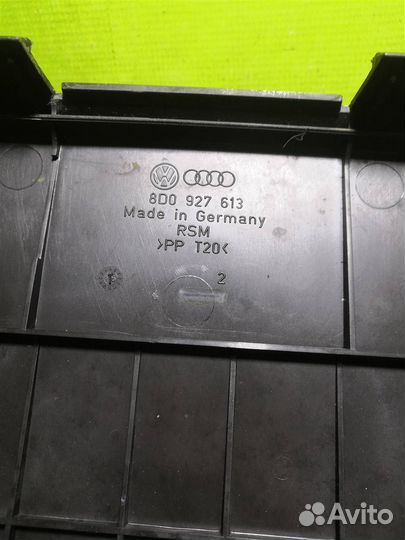 8D0 927 613
Made in Germany
RSM
>PP T20<
2
Avito